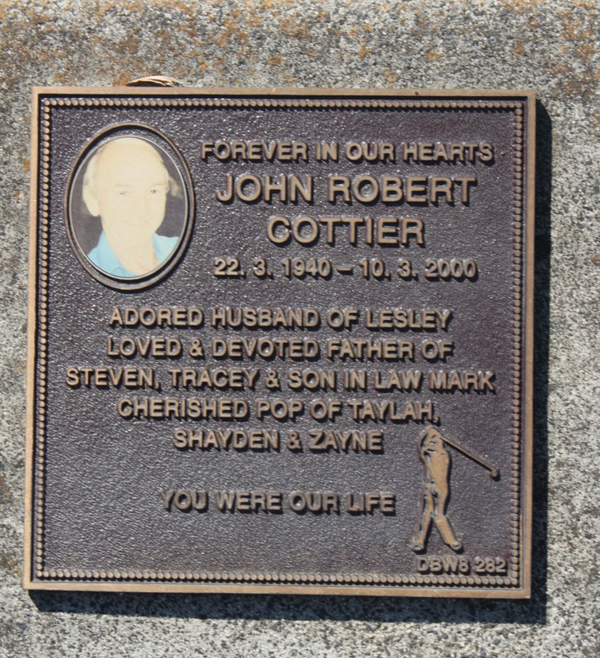 FOREVER IN OUR HEARTS
JOHN ROBERT
COTTIER
22. 3. 1940 – 10. 3. 2000
ADORED HUSBAND OF LESLEY
LOVED & DEVOTED FATHER OF
STEVEN, TRACEY & SON IN LAW MARK
CHERISHED POP OF TAYLAH,
SHAYDEN & ZAYNE
YOU WERE OUR LIFE
DBW8 282